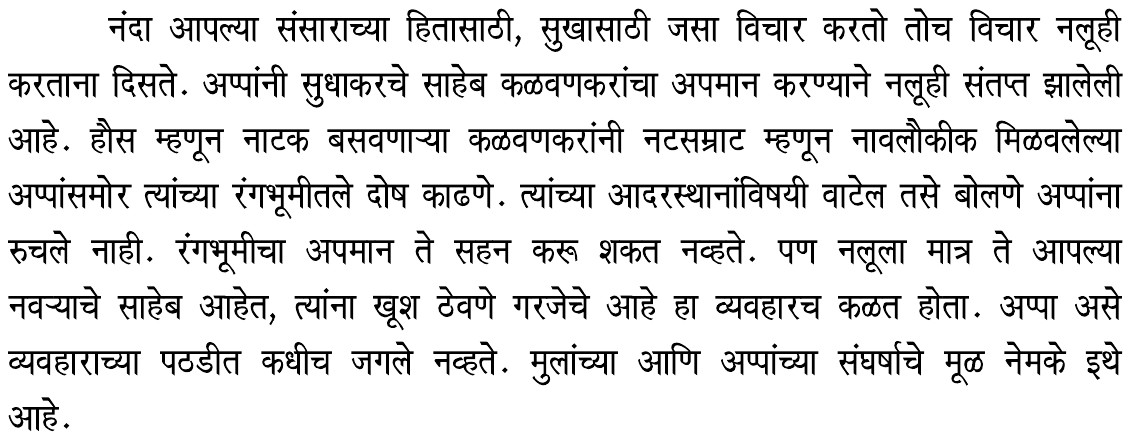 नंदा आपल्या संसाराच्या हितासाठी, सुखासाठी जसा विचार करतो तोच विचार नलूही
करताना दिसते. अप्पांनी सुधाकरचे साहेब कळवणकरांचा अपमान करण्याने नलूही संतप्त झालेली
आहे. हौस म्हणून नाटक बसवणाऱ्या कळवणकरांनी नटसम्राट म्हणून नावलौकीक मिळवलेल्या
अप्पांसमोर त्यांच्या रंगभूमीतले दोष काढणे. त्यांच्या आदरस्थानांविषयी वाटेल तसे बोलणे अप्पांना
रुचले नाही. रंगभूमीचा अपमान ते सहन करू शकत नव्हते. पण नलूला मात्र ते आपल्या
नवऱ्याचे साहेब आहेत, त्यांना खूश ठेवणे गरजेचे आहे हा व्यवहारच कळत होता. अप्पा असे
व्यवहाराच्या पठडीत कधीच जगले नव्हते. मुलांच्या आणि अप्पांच्या संघर्षाचे मूळ नेमके इथे
आहे.